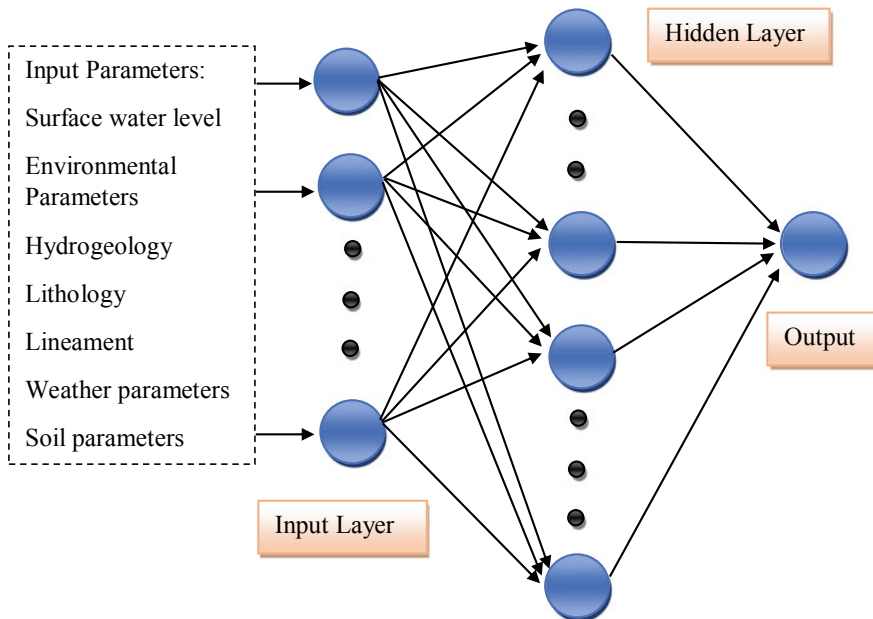 Input Parameters:
Surface water level
Environmental
Parameters
Hydrogeology
Lithology
Lineament
Weather parameters
Soil parameters
Input Layer
Hidden Layer
Output